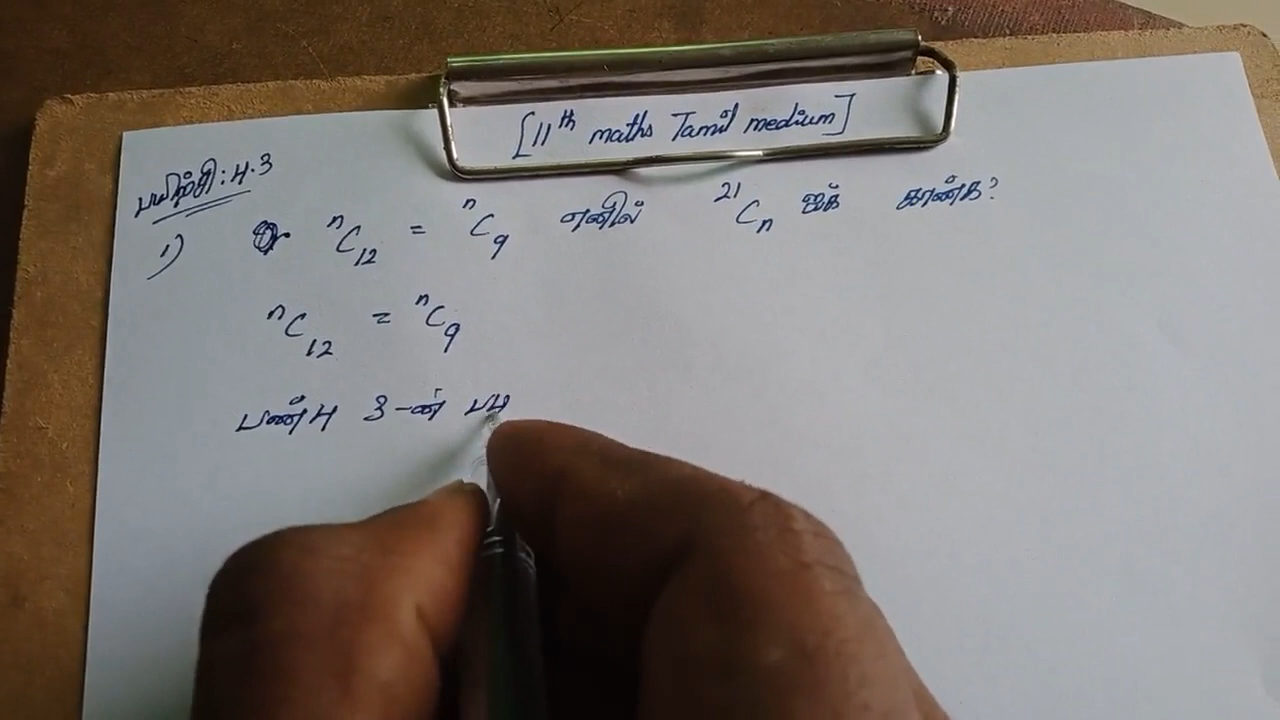 [11th maths Tamil medium]
பயிற்சி: 4.3
1) ⁿC₁₂ = ⁿC₉ எனில் ²¹Cₙ ஐக் காண்க?
ⁿC₁₂ = ⁿC₉
பண்பு 3-ன் படி